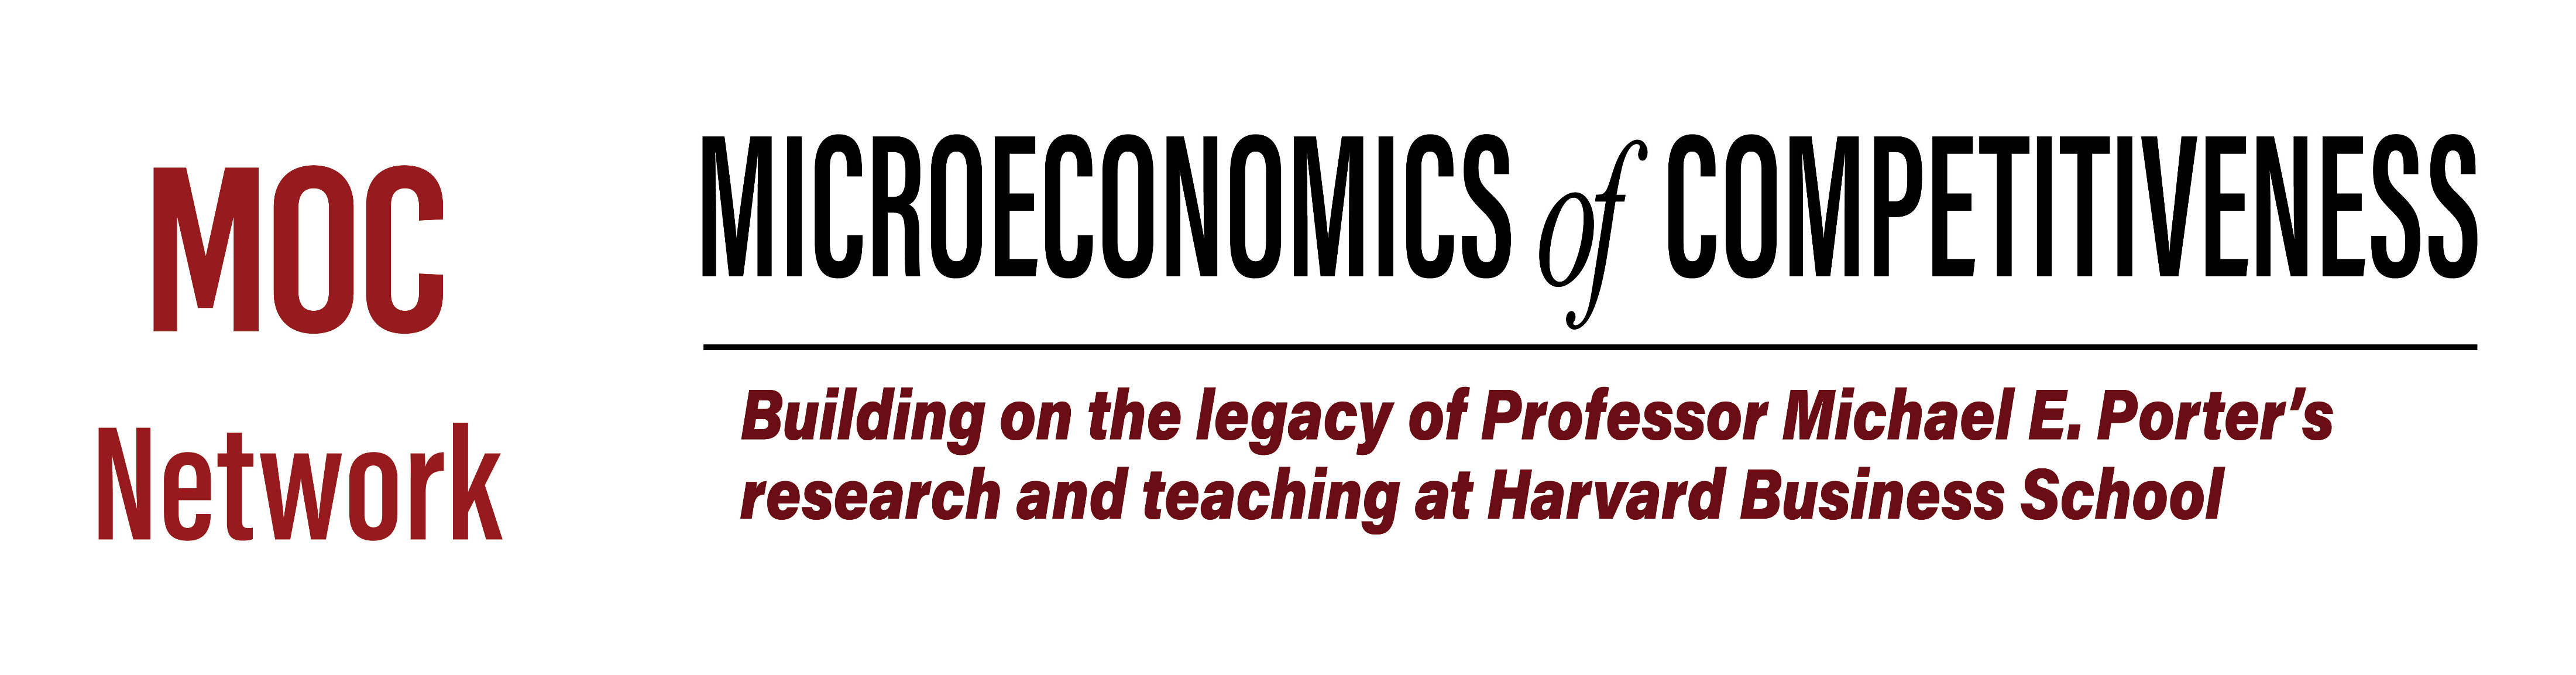 MOC
Network
MICROECONOMICS of COMPETITIVENESS
Building on the legacy of Professor Michael E. Porter’s
research and teaching at Harvard Business School